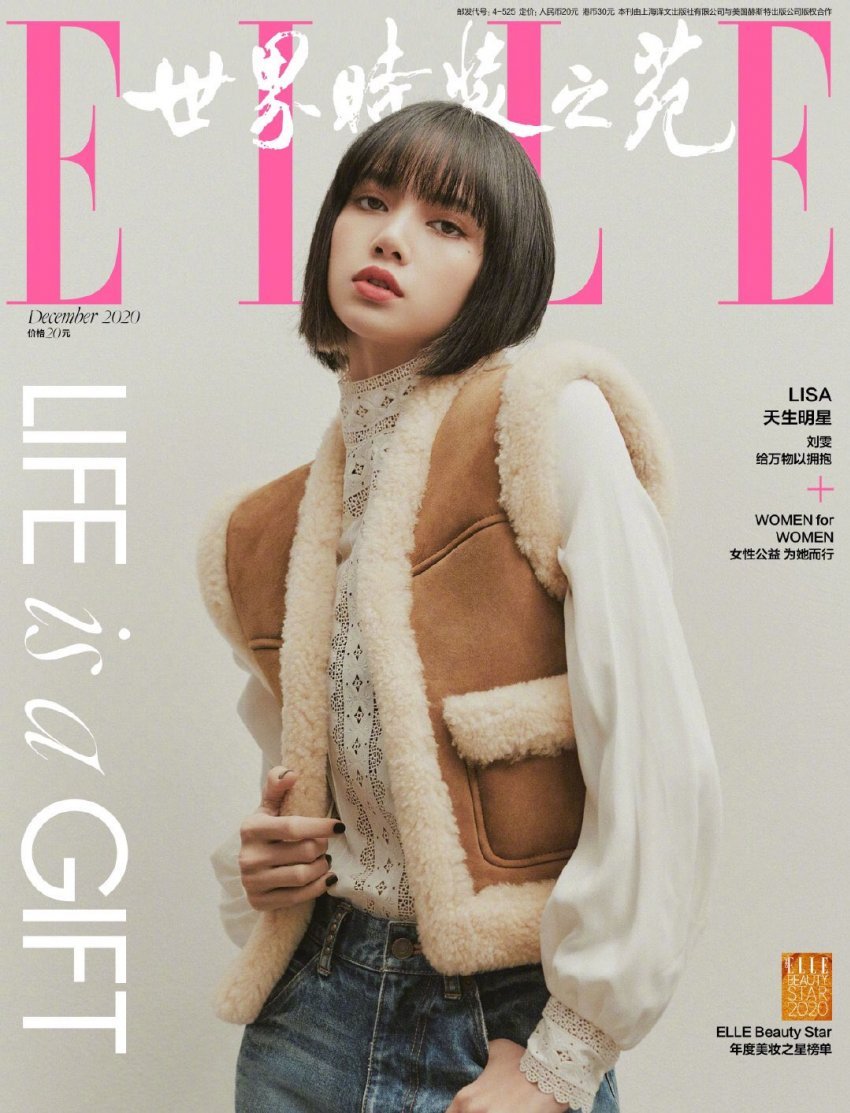 邮发代号: 4-525 定价: 人民币20元 港币30元 本刊由上海译文出版社有限公司与美国赫斯特出版公司版权合作
ELLE
世界時裝之苑
December 2020
价格20元
LIFE is a GIFT
LISA
天生明星
刘雯
给万物以拥抱
+
WOMEN for
WOMEN
女性公益 为她而行
ELLE
BEAUTY
STAR
2020
ELLE Beauty Star
年度美妆之星榜单